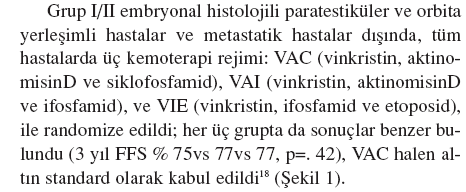 Grup I/II embryonal histolojili paratestiküler ve orbita
yerleşimli hastalar ve metastatik hastalar dışında, tüm
hastalarda üç kemoterapi rejimi: VAC (vinkristin, aktino-
misinD ve siklofosfamid), VAI (vinkristin, aktinomisinD
ve ifosfamid), ve VIE (vinkristin, ifosfamid ve etoposid),
ile randomize edildi; her üç grupta da sonuçlar benzer bu-
lundu (3 yıl FFS % 75vs 77vs 77, p=. 42), VAC halen al-
tın standard olarak kabul edildi¹⁸ (Şekil 1).